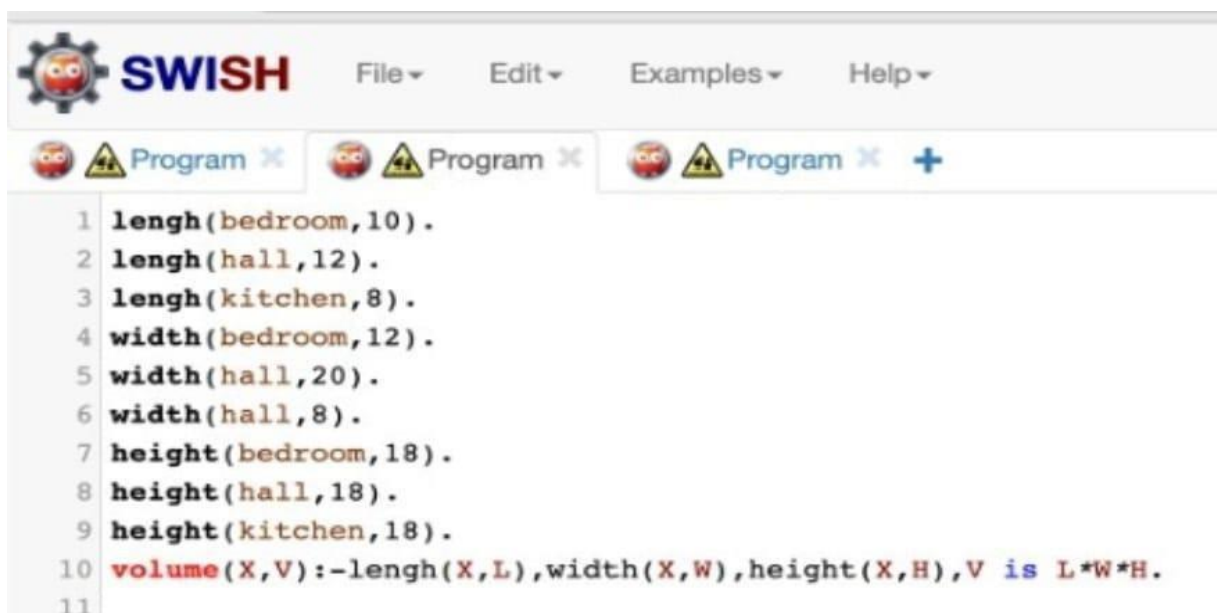 SWISH File Edit Examples Help
Program Program Program
1 lengh(bedroom,10).
2 lengh(hall,12).
3 lengh(kitchen,8).
4 width(bedroom,12).
5 width(hall,20).
6 width(hall,8).
7 height(bedroom,18).
8 height(hall,18).
9 height(kitchen,18).
10 volume(X,V):-lengh(X,L),width(X,W),height(X,H),V is L*W*H.
11